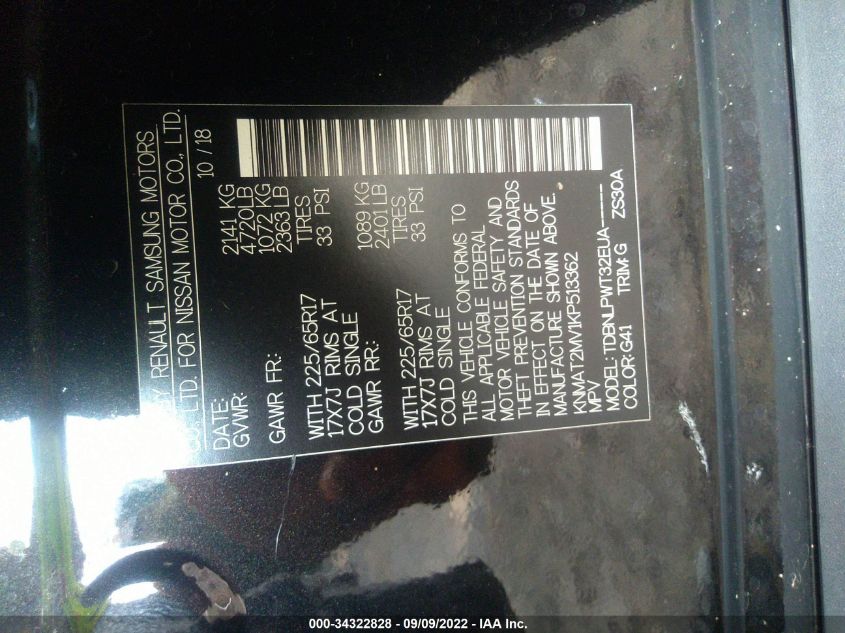 BY RENAULT SAMSUNG MOTORS
CO., LTD. FOR NISSAN MOTOR CO., LTD.
DATE: 10/18
GVWR: 2141 KG
4720LB
GAWR FR: 1072 KG
2363 LB
WITH 225/65R17 TIRES
17X7J RIMS AT 33 PSI
COLD SINGLE
GAWR RR: 1089 KG
2401 LB
WITH 225/65R17 TIRES
17X7J RIMS AT 33 PSI
COLD SINGLE
THIS VEHICLE CONFORMS TO
ALL APPLICABLE FEDERAL
MOTOR VEHICLE SAFETY AND
THEFT PREVENTION STANDARDS
IN EFFECT ON THE DATE OF
MANUFACTURE SHOWN ABOVE.
KNMAT2MV1KP513362
MPV
MODEL:TDBNLPWT32EUA------
COLOR:G41 TRIM:G ZS30A
000-34322828 - 09/09/2022 - IAA Inc.